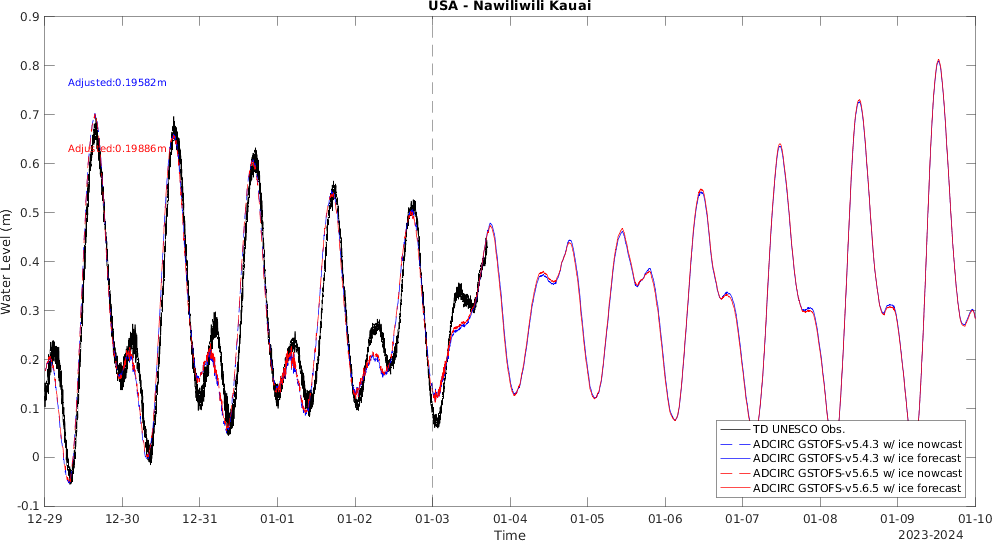 USA - Nawiliwili Kauai
0.9
0.8
0.7
0.6
0.5
0.4
0.3
0.2
0.1
0
-0.1
Water Level (m)
Adjusted:0.19582m
Adjusted:0.19886m
TD UNESCO Obs.
ADCIRC GSTOFS-v5.4.3 w/ ice nowcast
ADCIRC GSTOFS-v5.4.3 w/ ice forecast
ADCIRC GSTOFS-v5.6.5 w/ ice nowcast
ADCIRC GSTOFS-v5.6.5 w/ ice forecast
12-29 12-30 12-31 01-01 01-02 01-03 01-04 01-05 01-06 01-07 01-08 01-09 01-10
Time
2023-2024